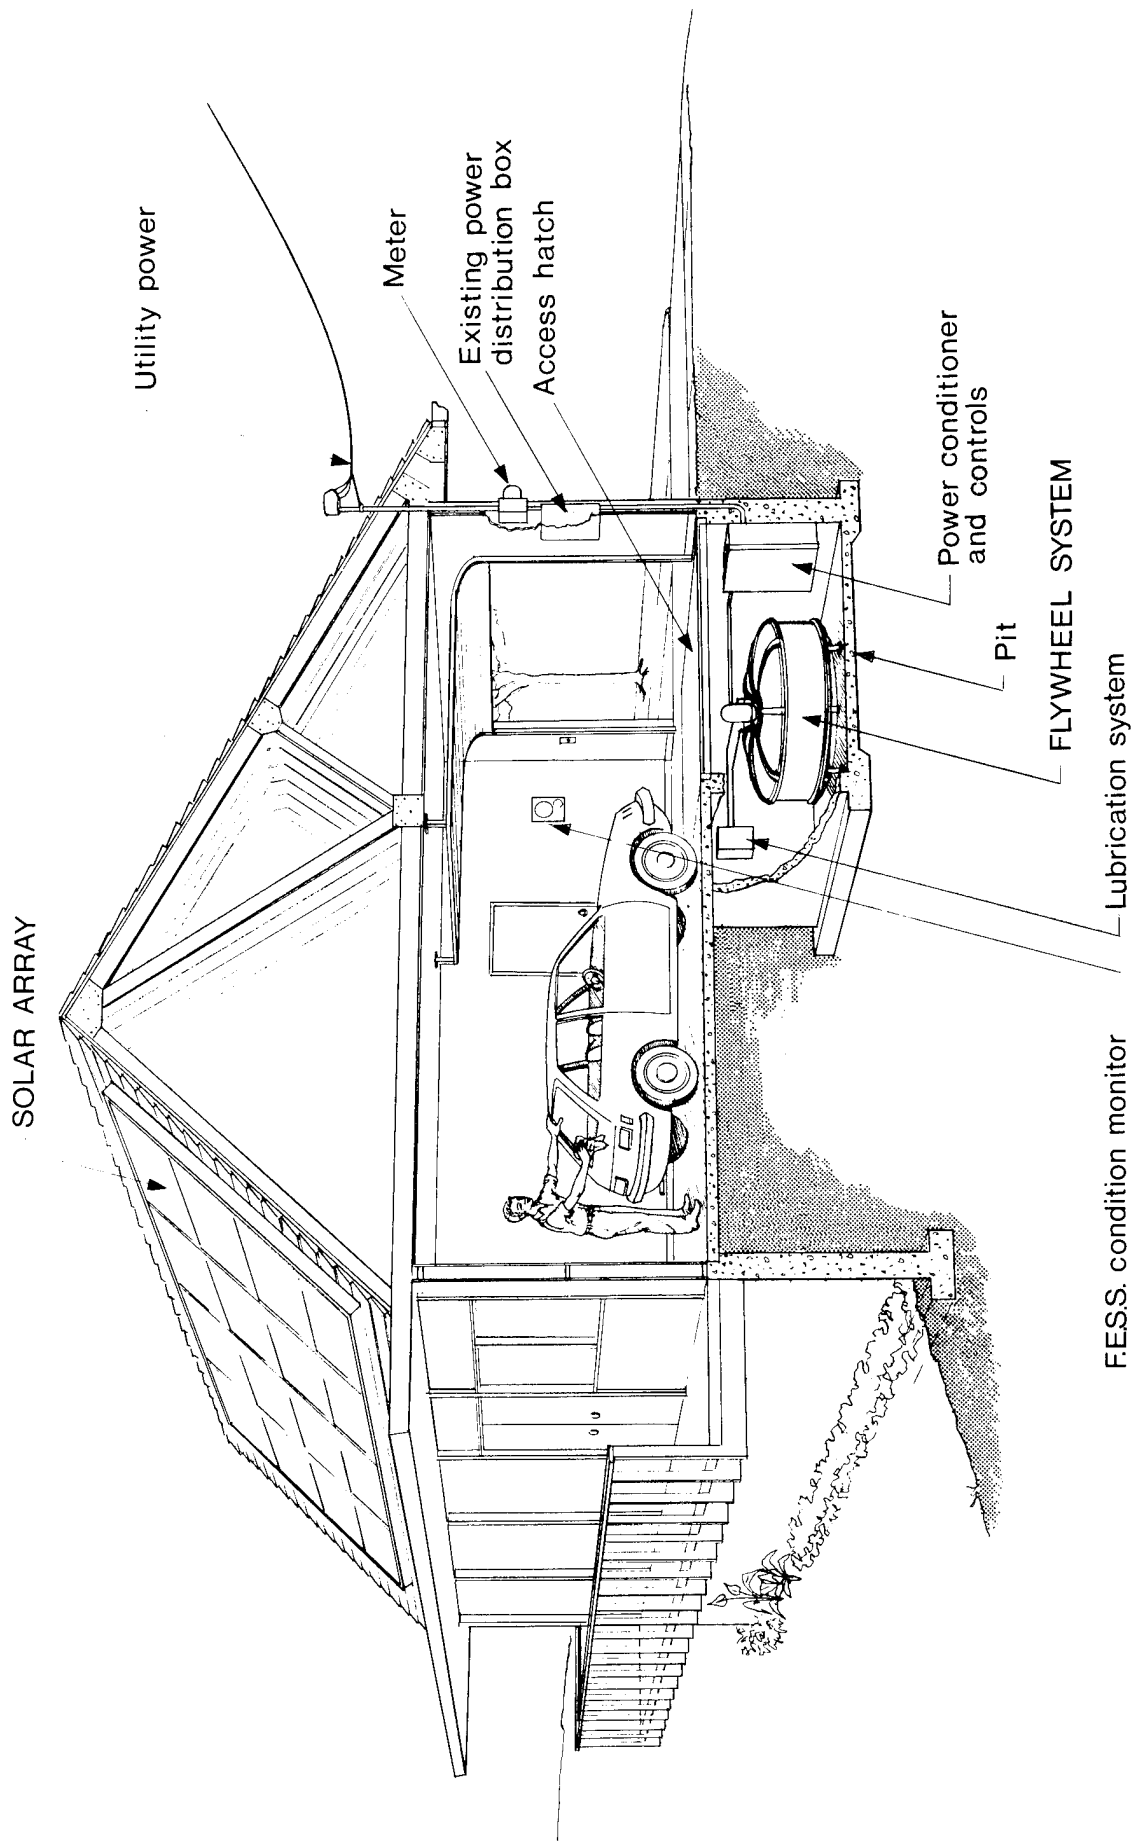 SOLAR ARRAY
Utility power
Meter
Existing power
distribution box
Access hatch
Power conditioner
and controls
Pit
FLYWHEEL SYSTEM
Lubrication system
F.E.S.S. condition monitor